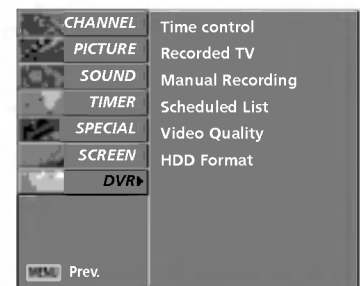 CHANNEL
PICTURE
SOUND
TIMER
SPECIAL
SCREEN
DVR
Time control
Recorded TV
Manual Recording
Scheduled List
Video Quality
HDD Format
MENU Prev.